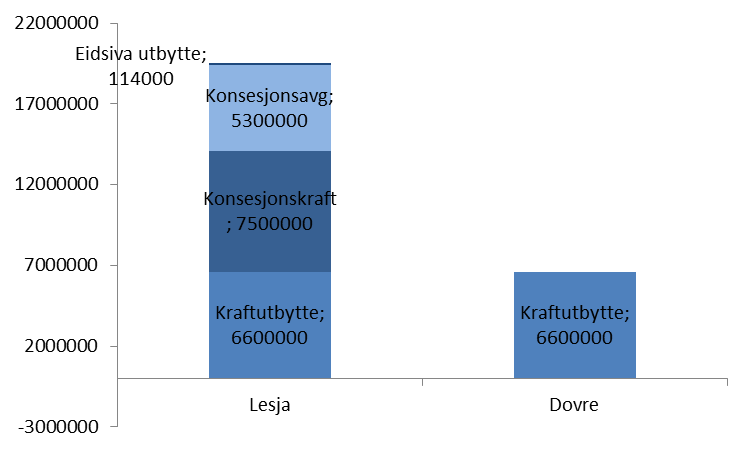 22000000
17000000
12000000
7000000
2000000
-3000000
Eidsiva utbytte;
114000
Konsesjonsavg;
5300000
Konsesjonskraft
; 7500000
Kraftutbytte;
6600000
Kraftutbytte;
6600000
Lesja
Dovre